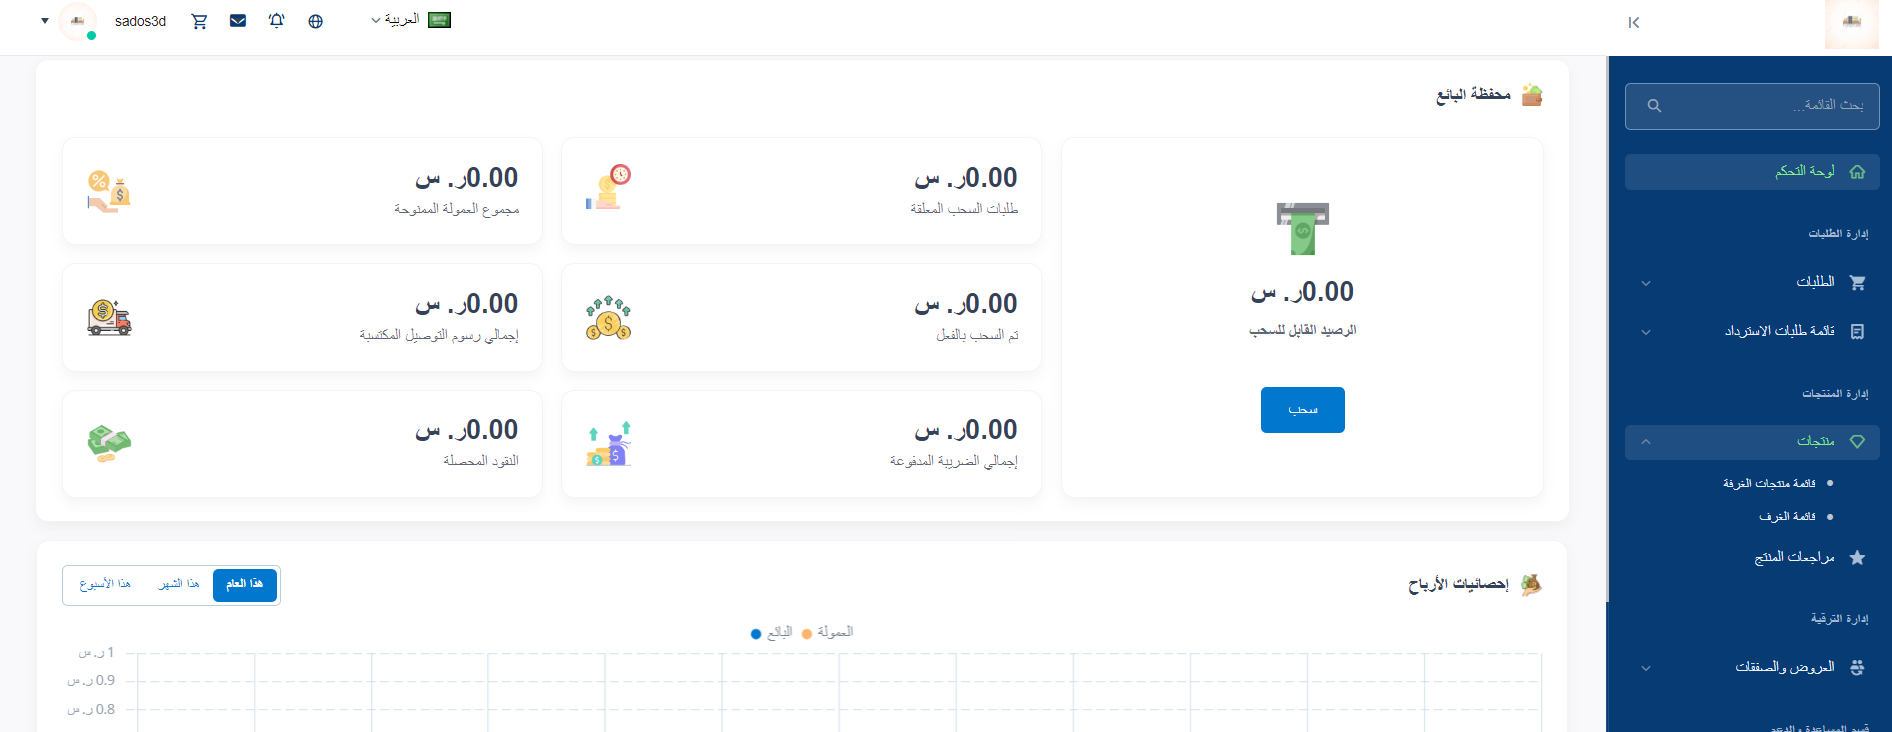 العربية
sados3d
بحث القائمة...
لوحة التحكم
إدارة الطلبات
الطلبات
قائمة طلبات الاسترداد
إدارة المنتجات
منتجات
قائمة منتجات الغرفة
قائمة الغرف
مراجعات المنتج
إدارة الترقية
العروض والصفقات
قسم المساعدة والدعم
محفظة البائع
0.00ر. س
الرصيد القابل للسحب
سحب
0.00ر. س
طلبات السحب المعلقة
0.00ر. س
مجموع العمولة الممنوحة
0.00ر. س
تم السحب بالفعل
0.00ر. س
إجمالي رسوم التوصيل المكتسبة
0.00ر. س
إجمالي الضريبة المدفوعة
0.00ر. س
النقود المحصلة
إحصائيات الأرباح
هذا العام
هذا الشهر
هذا الأسبوع
العمولة
البائع
1 ر. س
0.9 ر. س
0.8 ر. س